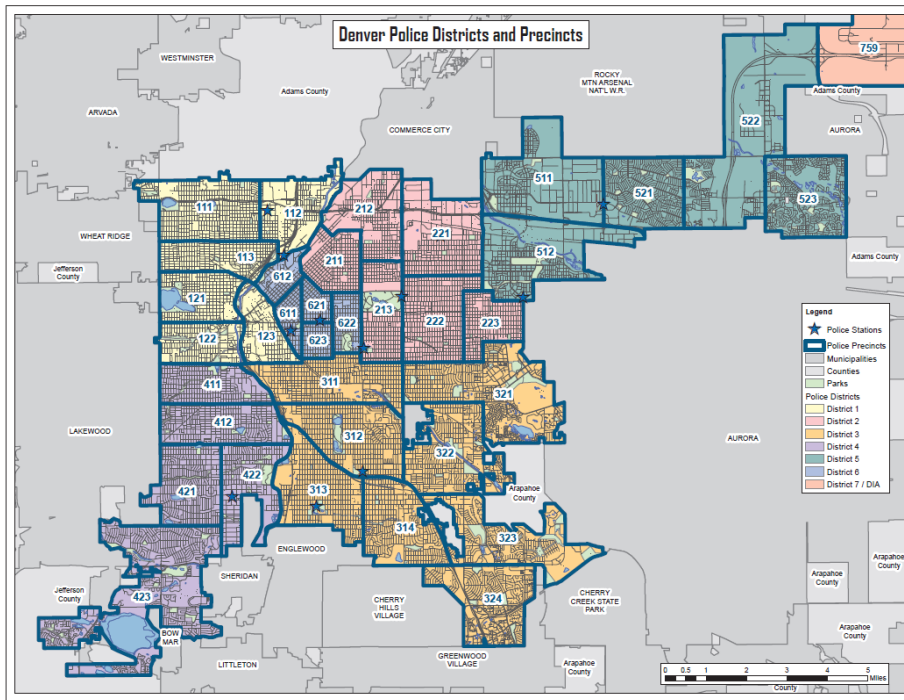 Denver Police Districts and Precincts
WESTMINSTER
Adams County
ARVADA
COMMERCE CITY
ROCKY
MTN ARSENAL
NAT'L W.R.
759
Adams County
AURORA
522
511
521
523
111
112
212
221
512
WHEAT RIDGE
113
211
612
Jefferson
County
Adams
County
121
611
621
622
213
222
223
122
123
623
411
311
321
412
312
322
LAKEWOOD
AURORA
421
422
313
314
323
Arapahoe
County
ENGLEWOOD
SHERIDAN
Jefferson
County
423
BOW
MAR
LITTLETON
CHERRY
HILLS
VILLAGE
324
CHERRY
CREEK STATE
PARK
GREENWOOD
VILLAGE
Arapahoe
County
Arapahoe
County
Arapahoe
County
Arapahoe
County
Arapahoe
County
Legend
Police Stations
Police Precincts
Municipalities
Counties
Parks
Police Districts
District 1
District 2
District 3
District 4
District 5
District 6
District 7 / DIA
0 0.5 1 2 3 4 5
Miles
County